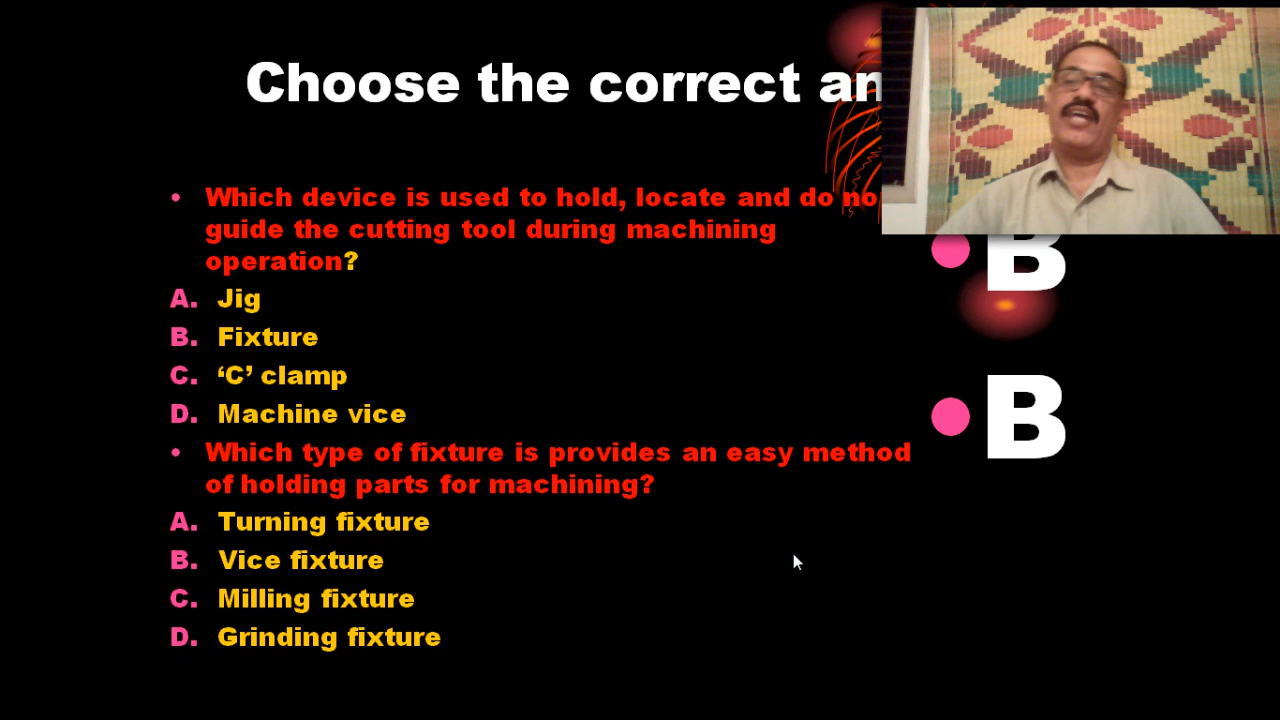 Choose the correct an
Which device is used to hold, locate and do no
guide the cutting tool during machining
operation?
A. Jig
B. Fixture
C. ‘C’ clamp
D. Machine vice
Which type of fixture is provides an easy method
of holding parts for machining?
A. Turning fixture
B. Vice fixture
C. Milling fixture
D. Grinding fixture
B
B